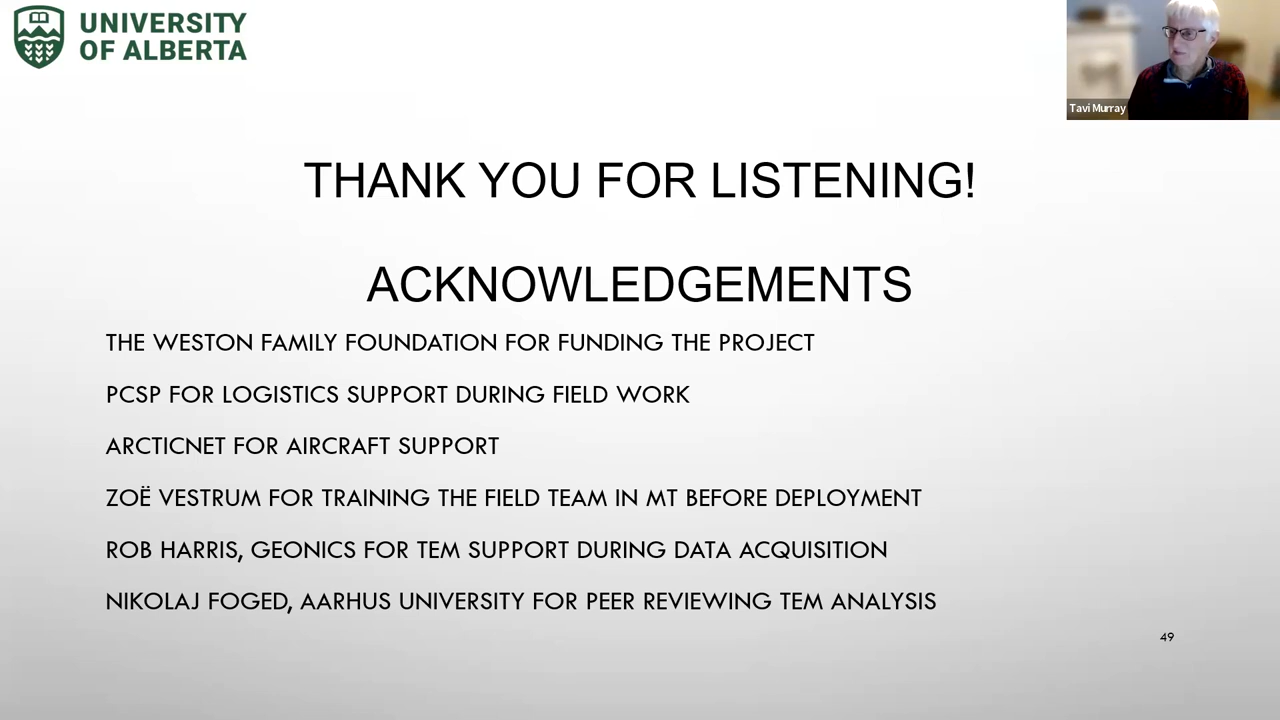 UNIVERSITY
OF ALBERTA
Tavi Murray
THANK YOU FOR LISTENING!
ACKNOWLEDGEMENTS
THE WESTON FAMILY FOUNDATION FOR FUNDING THE PROJECT
PCSP FOR LOGISTICS SUPPORT DURING FIELD WORK
ARCTICNET FOR AIRCRAFT SUPPORT
ZOË VESTRUM FOR TRAINING THE FIELD TEAM IN MT BEFORE DEPLOYMENT
ROB HARRIS, GEONICS FOR TEM SUPPORT DURING DATA ACQUISITION
NIKOLAJ FOGED, AARHUS UNIVERSITY FOR PEER REVIEWING TEM ANALYSIS
49